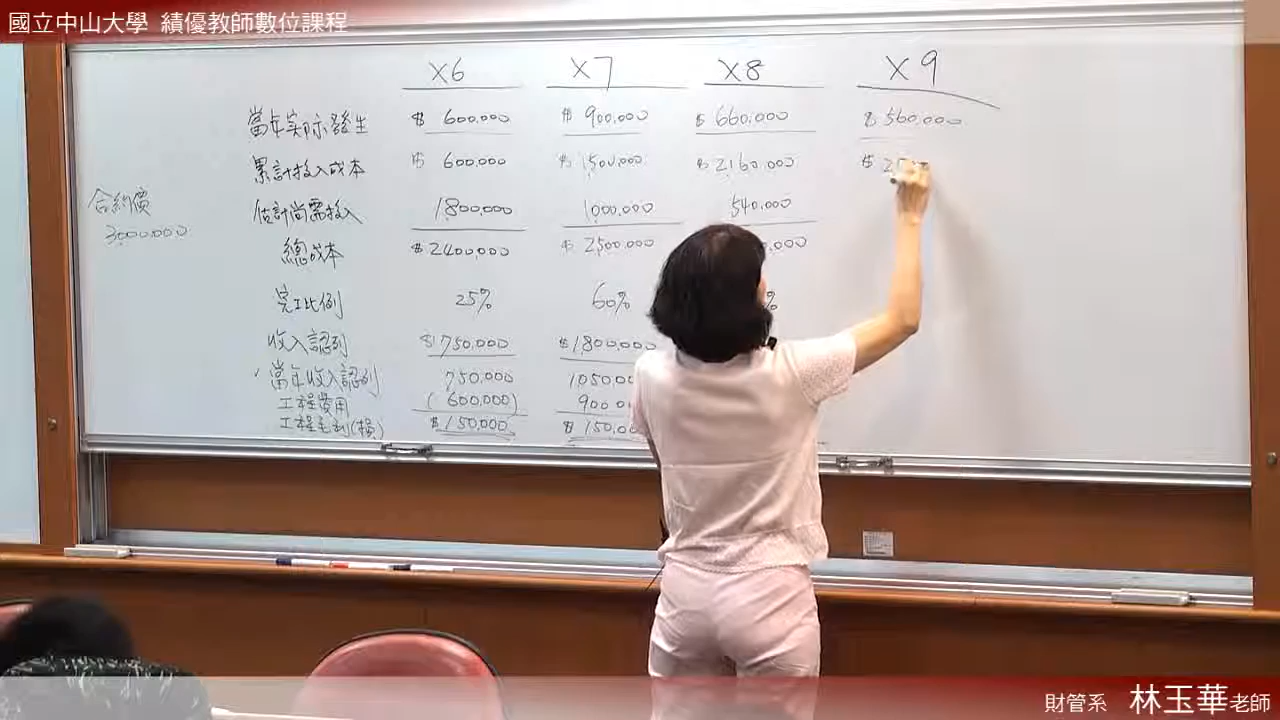 國立中山大學 績優教師數位課程
X6 X7 X8 X9
當年實際發生 $ 600,000 $ 900,000 $ 660,000 $ 560,000
累計投入成本 $ 600,000 $ 1,500,000 $ 2,160,000 $
估計尚需投入 1,800,000 1,000,000 540,000
合約價
3,000,000
總成本 $ 2,400,000 $ 2,500,000
完工比例 25% 60%
收入認列 $ 750,000 $ 1,800,000
當年收入認列 750,000
工程費用 (600,000)
工程毛利(損) $ 150,000
財管系 林玉華老師